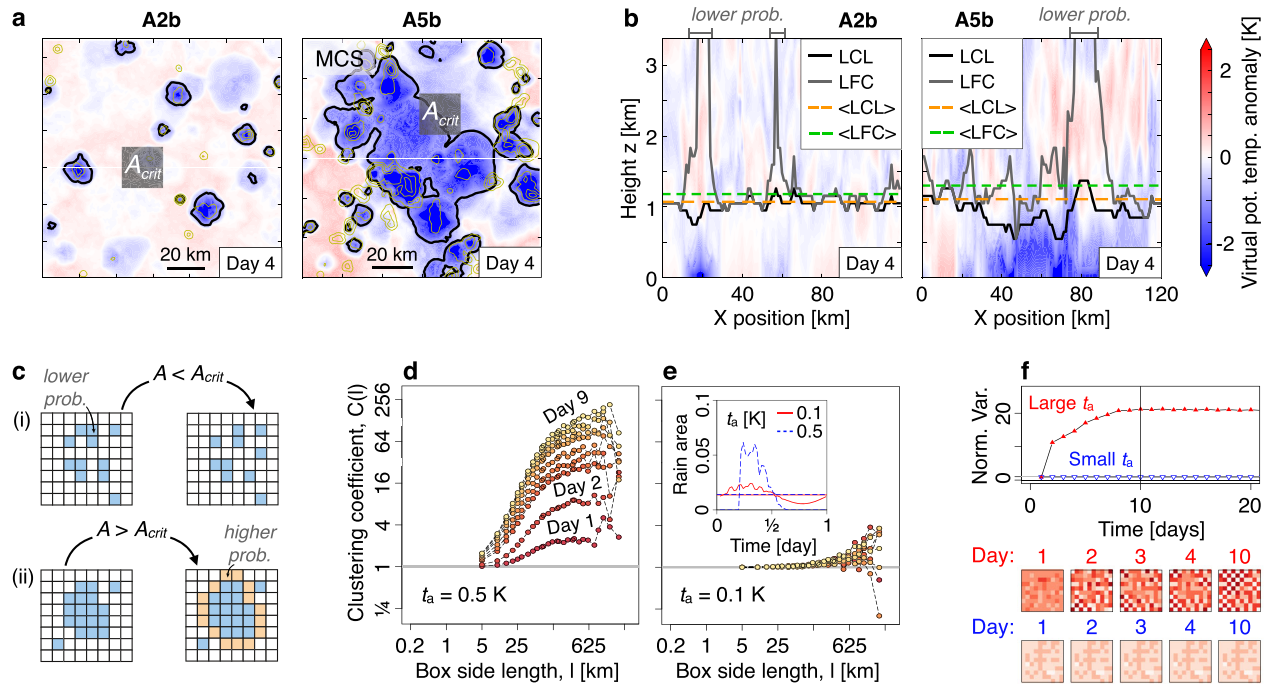 a
A2b
A5b
MCS
A_crit
A_crit
20 km
Day 4
20 km
Day 4
b
lower prob.
A2b
A5b
lower prob.
LCL
LFC
<LCL>
<LFC>
LCL
LFC
<LCL>
<LFC>
Height z [km]
3
2
1
0
Day 4
Day 4
0
40
80
0
40
80
120
X position [km]
X position [km]
2
0
-2
Virtual pot. temp. anomaly [K]
c
lower
prob.
A < A_crit
(i)
A > A_crit
higher
prob.
(ii)
d
Clustering coefficient, C(l)
256
64
16
4
1
¼
Day 9
Day 2
Day 1
t_a = 0.5 K
0.2
1
5
25
625
Box side length, l [km]
e
Rain area
0.1
0.05
0
t_a [K]
0.1
0.5
0
½
1
Time [day]
t_a = 0.1 K
0.2
1
5
25
625
Box side length, l [km]
f
Norm. Var.
20
0
Large t_a
Small t_a
0
10
20
Time [days]
Day: 1 2 3 4 10
Day: 1 2 3 4 10